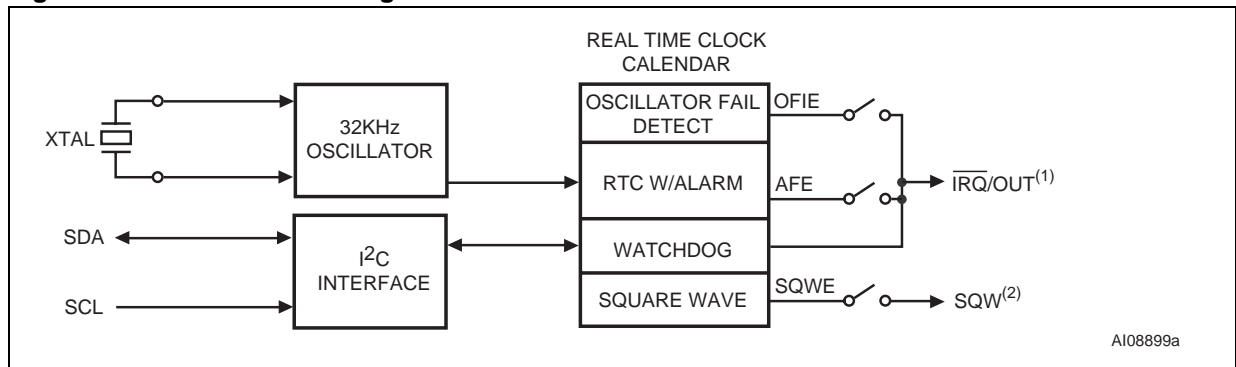 REAL TIME CLOCK
CALENDAR
OSCILLATOR FAIL
DETECT
OFIE
XTAL
32KHz
OSCILLATOR
RTC W/ALARM
AFE
IRQ/OUT(1)
SDA
I2C
INTERFACE
WATCHDOG
SCL
SQUARE WAVE
SQWE
SQW(2)
AI08899a